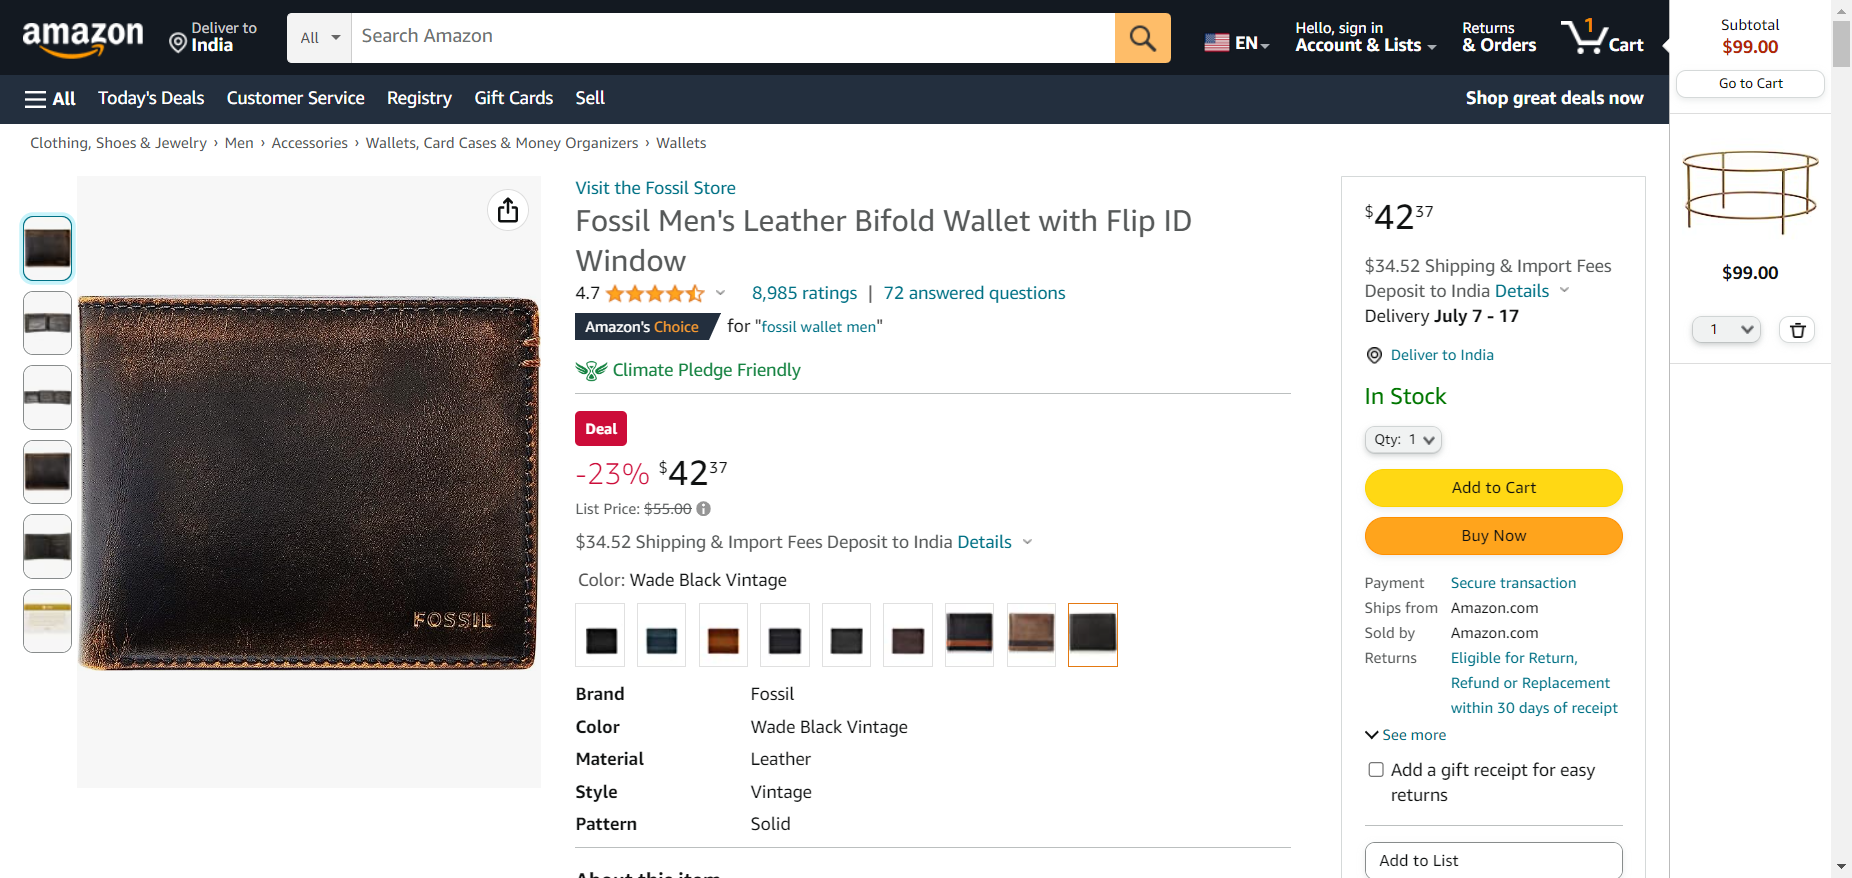 amazon
Deliver to
India
All
Search Amazon
EN
Hello, sign in
Account & Lists
Returns
& Orders
1
Cart
Subtotal
$99.00
Go to Cart
All
Today's Deals
Customer Service
Registry
Gift Cards
Sell
Shop great deals now
Clothing, Shoes & Jewelry › Men › Accessories › Wallets, Card Cases & Money Organizers › Wallets
FOSSIL
Visit the Fossil Store
Fossil Men's Leather Bifold Wallet with Flip ID
Window
4.7
8,985 ratings | 72 answered questions
Amazon's Choice for "fossil wallet men"
Climate Pledge Friendly
Deal
-23% $42 37
List Price: $55.00
$34.52 Shipping & Import Fees Deposit to India Details
Color: Wade Black Vintage
Brand Fossil
Color Wade Black Vintage
Material Leather
Style Vintage
Pattern Solid
About this item
$42 37
$34.52 Shipping & Import Fees
Deposit to India Details
Delivery July 7 - 17
Deliver to India
In Stock
Qty: 1
Add to Cart
Buy Now
Payment Secure transaction
Ships from Amazon.com
Sold by Amazon.com
Returns Eligible for Return,
Refund or Replacement
within 30 days of receipt
See more
Add a gift receipt for easy
returns
Add to List
$99.00
1